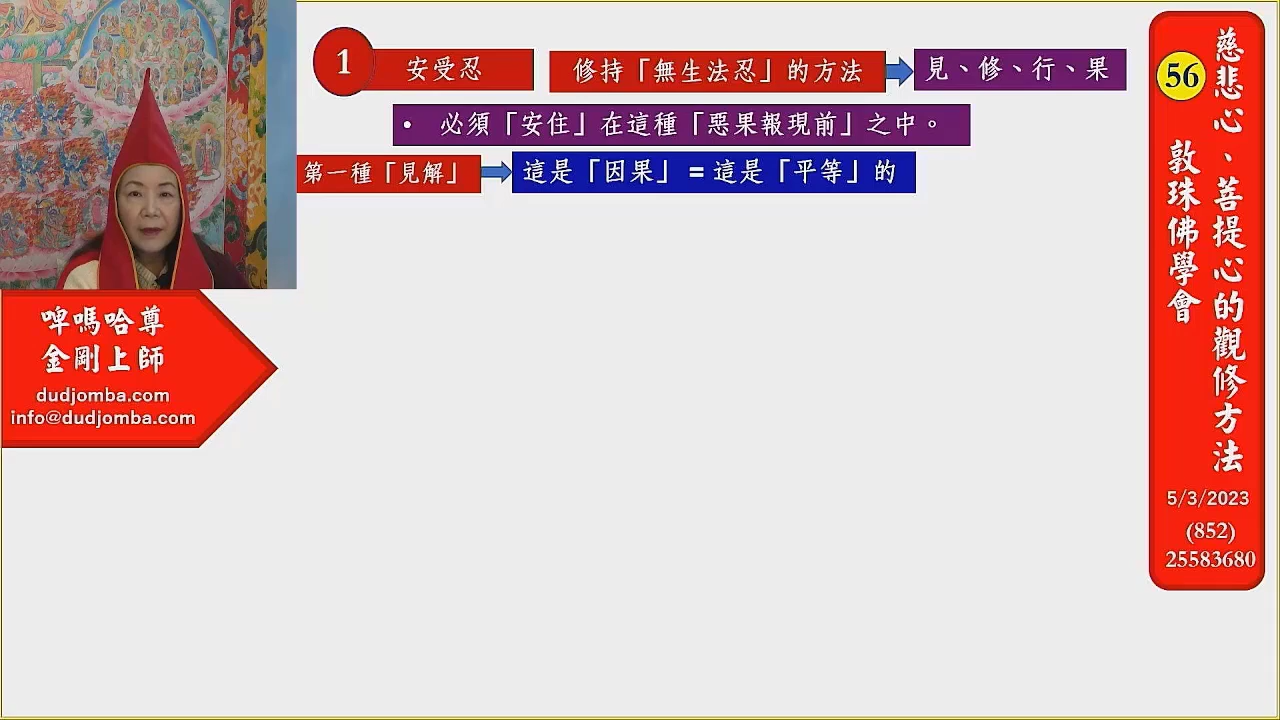 1
安受忍
修持「無生法忍」的方法
見、修、行、果
• 必須「安住」在這種「惡果報現前」之中。
第一種「見解」
這是「因果」=這是「平等」的
啤嗎哈尊
金剛上師
dudjomba.com
info@dudjomba.com
56
慈悲心、菩提心的觀修方法
敦珠佛學會
5/3/2023
(852)
25583680